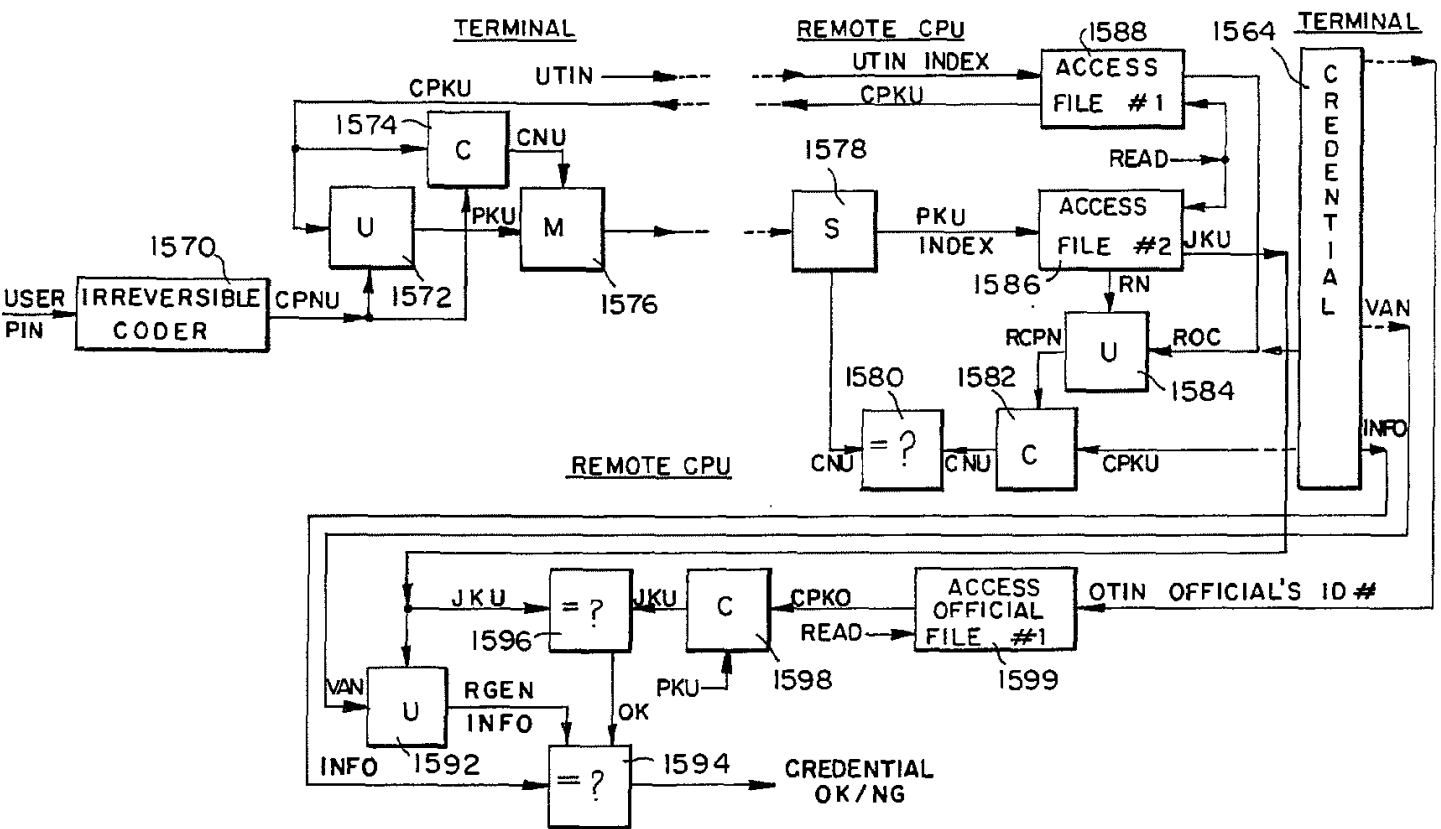 TERMINAL
REMOTE CPU
TERMINAL
1588
1564
UTIN
UTIN INDEX
ACCESS
FILE #1
CPKU
CPKU
1574
C
CNU
1578
READ
CREDENTIAL
U
PKU
M
S
PKU
INDEX
ACCESS
FILE #2
JKU
1570
1572
1576
1586
RN
USER
PIN
IRREVERSIBLE
CODER
CPNU
VAN
RCPN
U
ROC
1580
1582
1584
= ?
C
INFO
REMOTE CPU
CNU
CNU
CPKU
JKU
= ?
JKU
C
CPKO
ACCESS
OFFICIAL
FILE #1
OTIN OFFICIAL'S ID#
1596
READ
1598
1599
VAN
U
RGEN
INFO
OK
PKU
1592
INFO
= ?
1594
CREDENTIAL
OK/NG